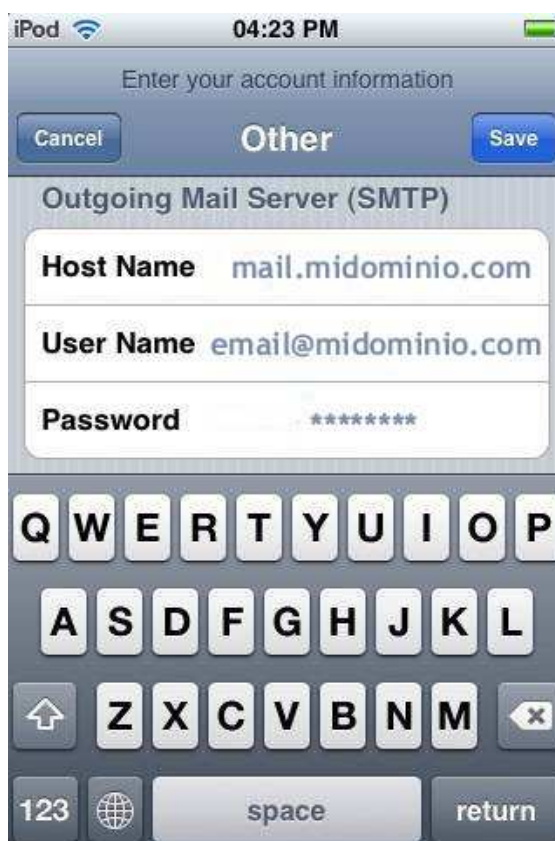 iPod 04:23 PM
Enter your account information
Cancel Other Save
Outgoing Mail Server (SMTP)
Host Name mail.midominio.com
User Name email@midominio.com
Password ********
Q W E R T Y U I O P
A S D F G H J K L
Z X C V B N M
123 space return